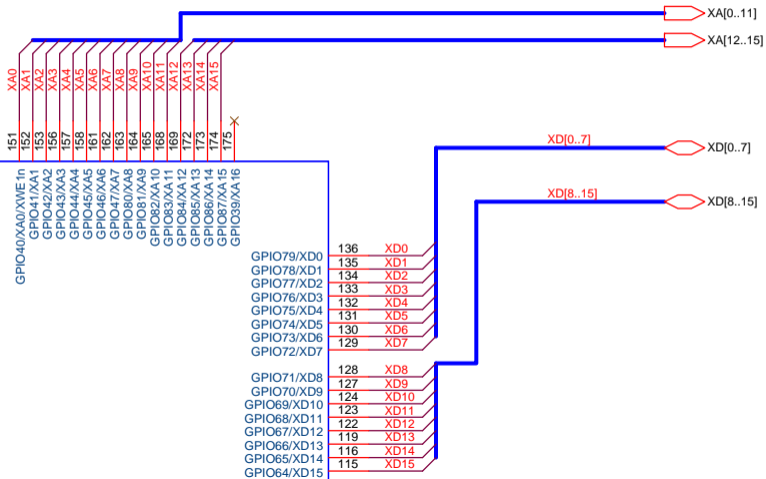 XA[0..11]
XA[12..15]
XA0
XA1
XA2
XA3
XA4
XA5
XA6
XA7
XA8
XA9
XA10
XA11
XA12
XA13
XA14
XA15
151
152
153
156
157
158
161
162
163
164
165
168
169
172
173
174
175
GPIO40/XA0/XWE1n
GPIO41/XA1
GPIO42/XA2
GPIO43/XA3
GPIO44/XA4
GPIO45/XA5
GPIO46/XA6
GPIO47/XA7
GPIO80/XA8
GPIO81/XA9
GPIO82/XA10
GPIO83/XA11
GPIO84/XA12
GPIO85/XA13
GPIO86/XA14
GPIO87/XA15
GPIO39/XA16
XD[0..7] XD[0..7]
XD[8..15] XD[8..15]
GPIO79/XD0 136 XD0
GPIO78/XD1 135 XD1
GPIO77/XD2 134 XD2
GPIO76/XD3 133 XD3
GPIO75/XD4 132 XD4
GPIO74/XD5 131 XD5
GPIO73/XD6 130 XD6
GPIO72/XD7 129 XD7
GPIO71/XD8 128 XD8
GPIO70/XD9 127 XD9
GPIO69/XD10 124 XD10
GPIO68/XD11 123 XD11
GPIO67/XD12 122 XD12
GPIO66/XD13 119 XD13
GPIO65/XD14 116 XD14
GPIO64/XD15 115 XD15